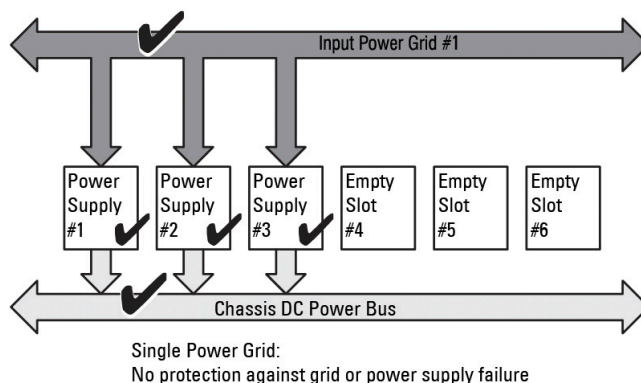 Input Power Grid #1
Power
Supply
#1
Power
Supply
#2
Power
Supply
#3
Empty
Slot
#4
Empty
Slot
#5
Empty
Slot
#6
Chassis DC Power Bus
Single Power Grid:
No protection against grid or power supply failure